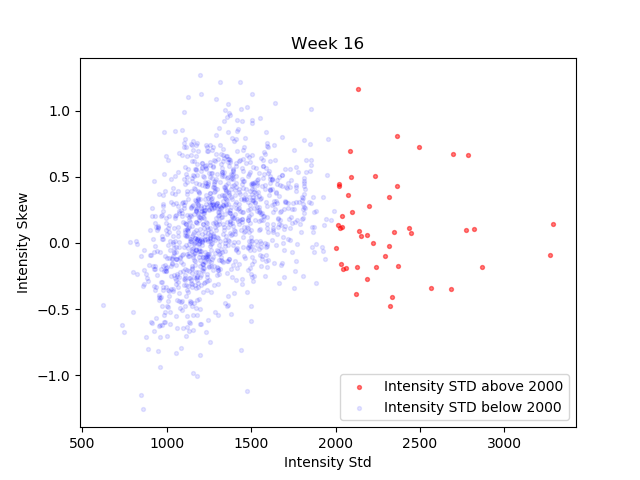 Week 16
Intensity Skew
1.0
0.5
0.0
−0.5
−1.0
Intensity STD above 2000
Intensity STD below 2000
500 1000 1500 2000 2500 3000
Intensity Std